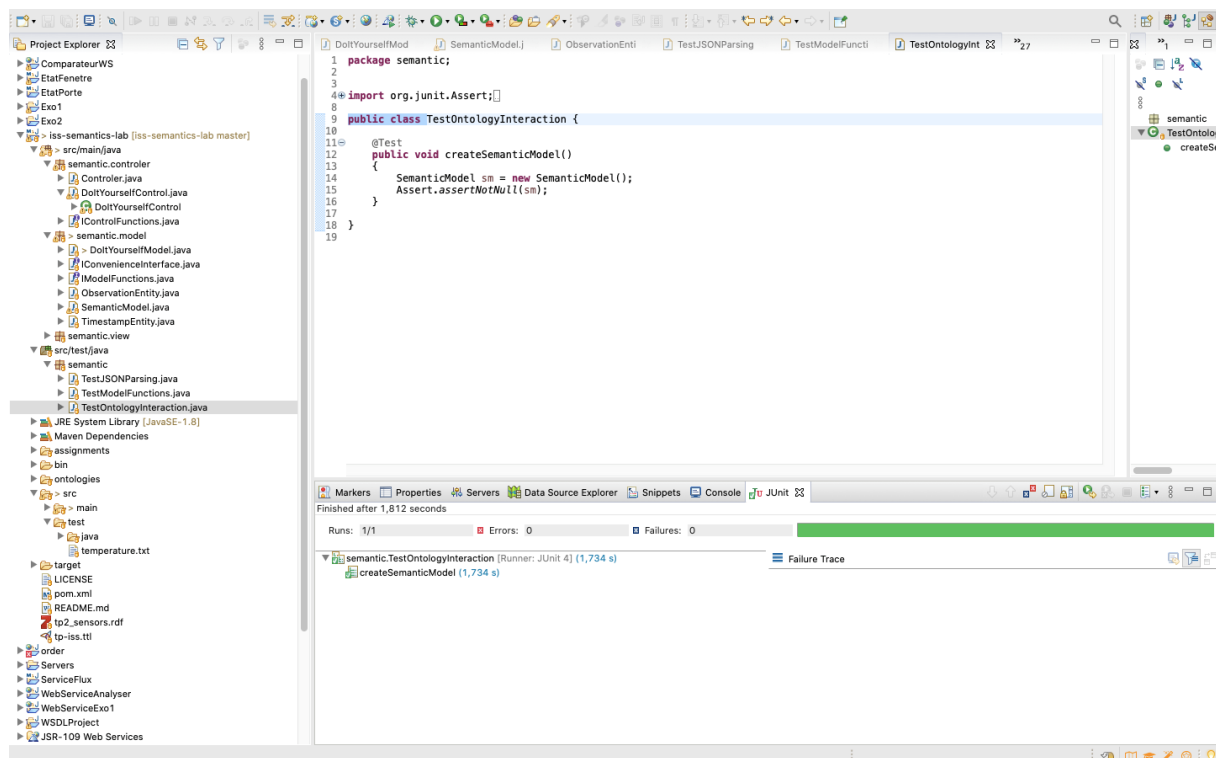 Project Explorer
ComparateurWS
EtatFenetre
EtatPorte
Exo1
Exo2
> iss-semantics-lab [iss-semantics-lab master]
> src/main/java
> semantic.controler
Controler.java
DoItYourselfControl.java
DoItYourselfControl
IControlFunctions.java
> semantic.model
> DoItYourselfModel.java
IConvenienceInterface.java
IModelFunctions.java
ObservationEntity.java
SemanticModel.java
TimestampEntity.java
semantic.view
src/test/java
semantic
TestJSONParsing.java
TestModelFunctions.java
TestOntologyInteraction.java
JRE System Library [JavaSE-1.8]
Maven Dependencies
assignments
bin
ontologies
> src
> main
test
java
temperature.txt
target
LICENSE
pom.xml
README.md
tp2_sensors.rdf
tp-iss.ttl
order
Servers
ServiceFlux
WebServiceAnalyser
WebServiceExo1
WSDLProject
JSR-109 Web Services
DoItYourselfMod SemanticModel.j ObservationEnti TestJSONParsing TestModelFuncti TestOntologyInt »27
1 package semantic;
2
3
4 import org.junit.Assert;
8
9 public class TestOntologyInteraction {
10
11 @Test
12 public void createSemanticModel()
13 {
14 SemanticModel sm = new SemanticModel();
15 Assert.assertNotNull(sm);
16 }
17
18 }
19
»1
semantic
TestOntolo
createSe
Markers Properties Servers Data Source Explorer Snippets Console JUnit
Finished after 1,812 seconds
Runs: 1/1 Errors: 0 Failures: 0
semantic.TestOntologyInteraction [Runner: JUnit 4] (1,734 s)
createSemanticModel (1,734 s)
Failure Trace